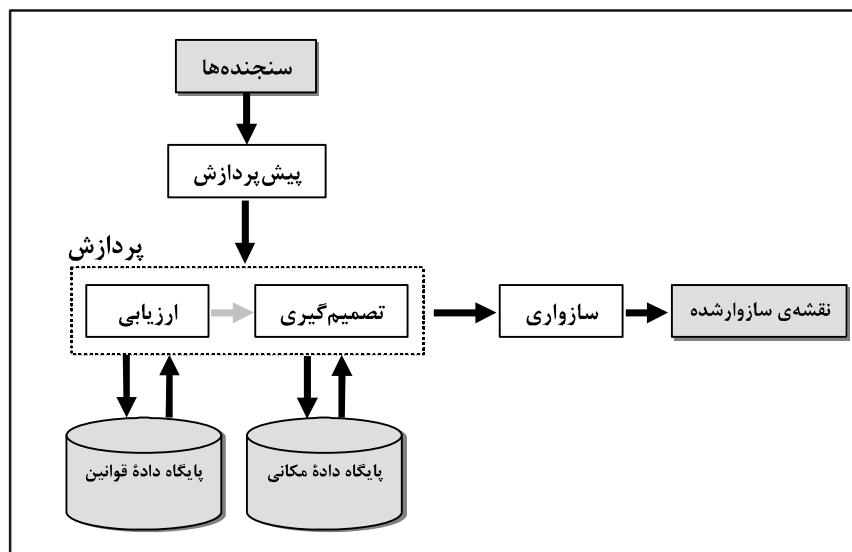 سنجنده‌ها
پیش‌پردازش
پردازش
ارزیابی
تصمیم‌گیری
سازواری
نقشه‌ی سازوارشده
پایگاه دادهٔ قوانین
پایگاه دادهٔ مکانی